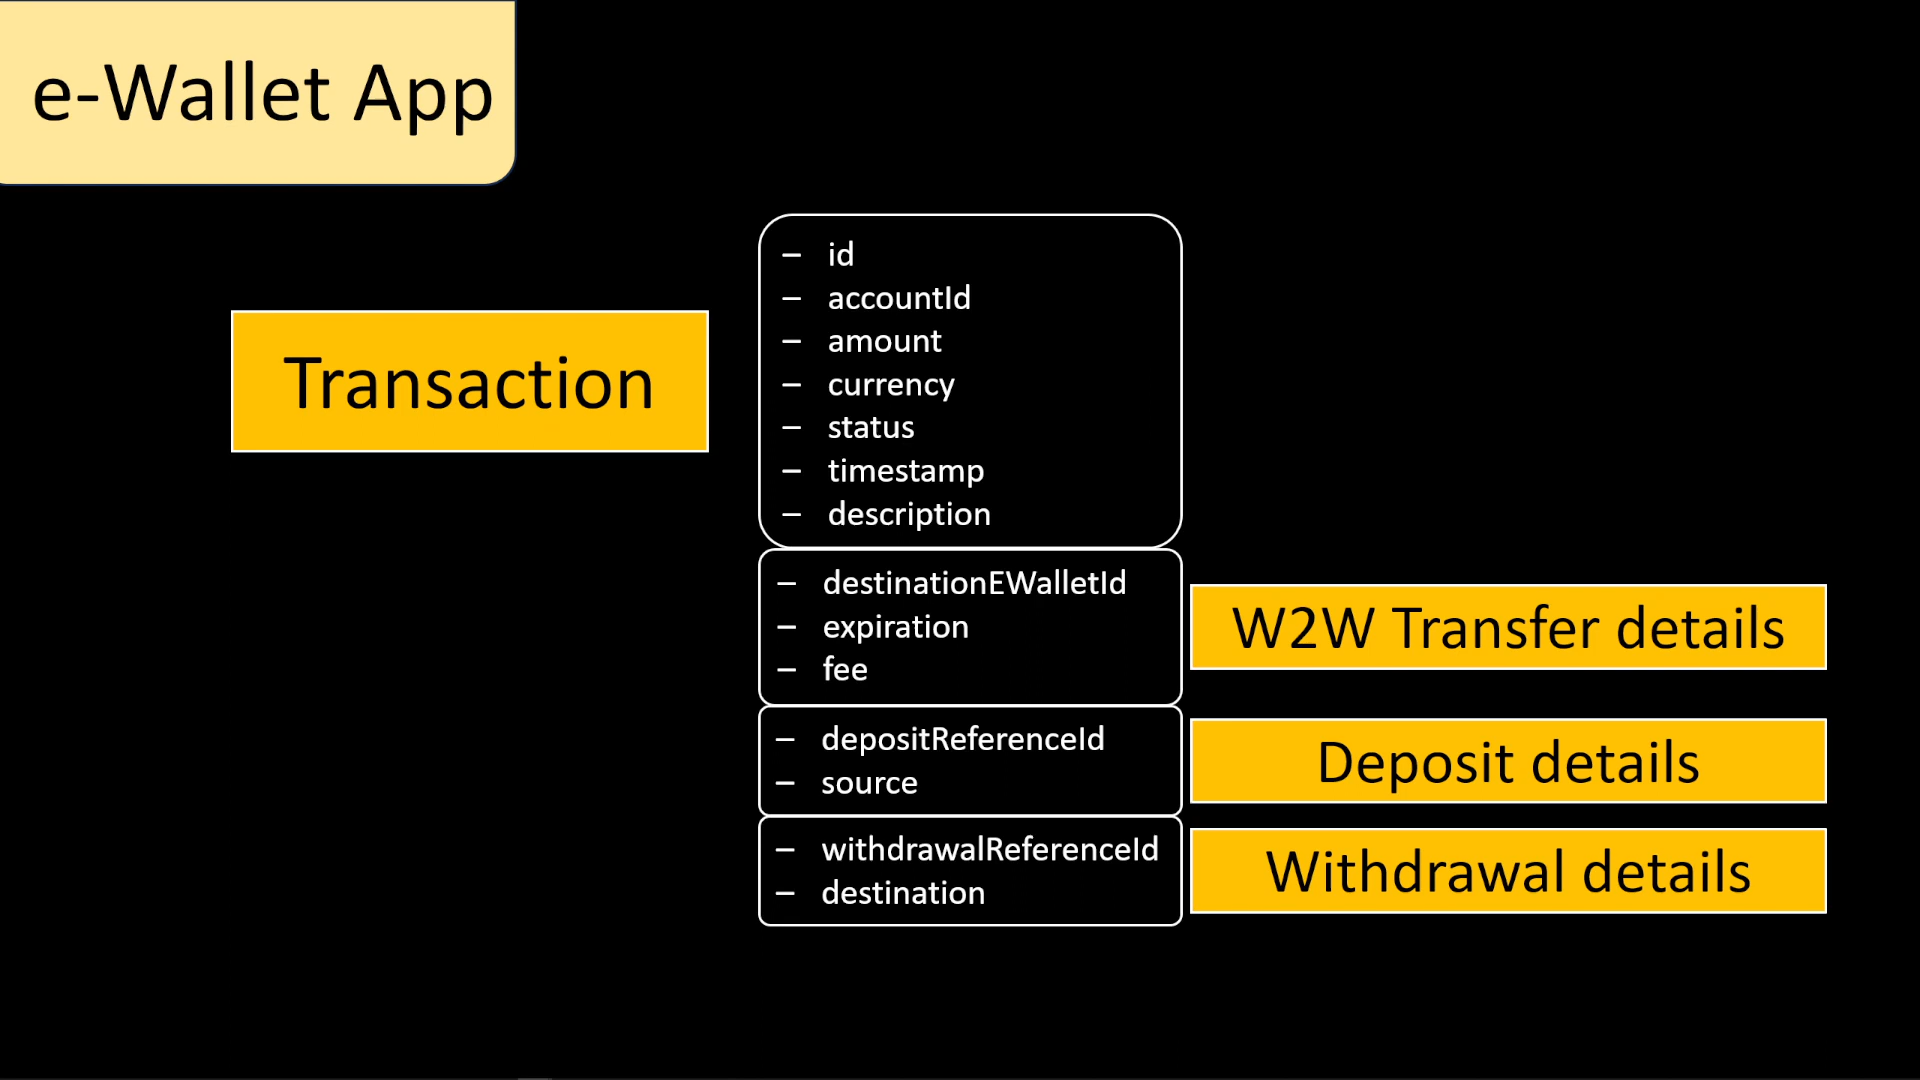 e-Wallet App
Transaction
– id
– accountId
– amount
– currency
– status
– timestamp
– description
– destinationEWalletId
– expiration
– fee
W2W Transfer details
– depositReferenceId
– source
Deposit details
– withdrawalReferenceId
– destination
Withdrawal details